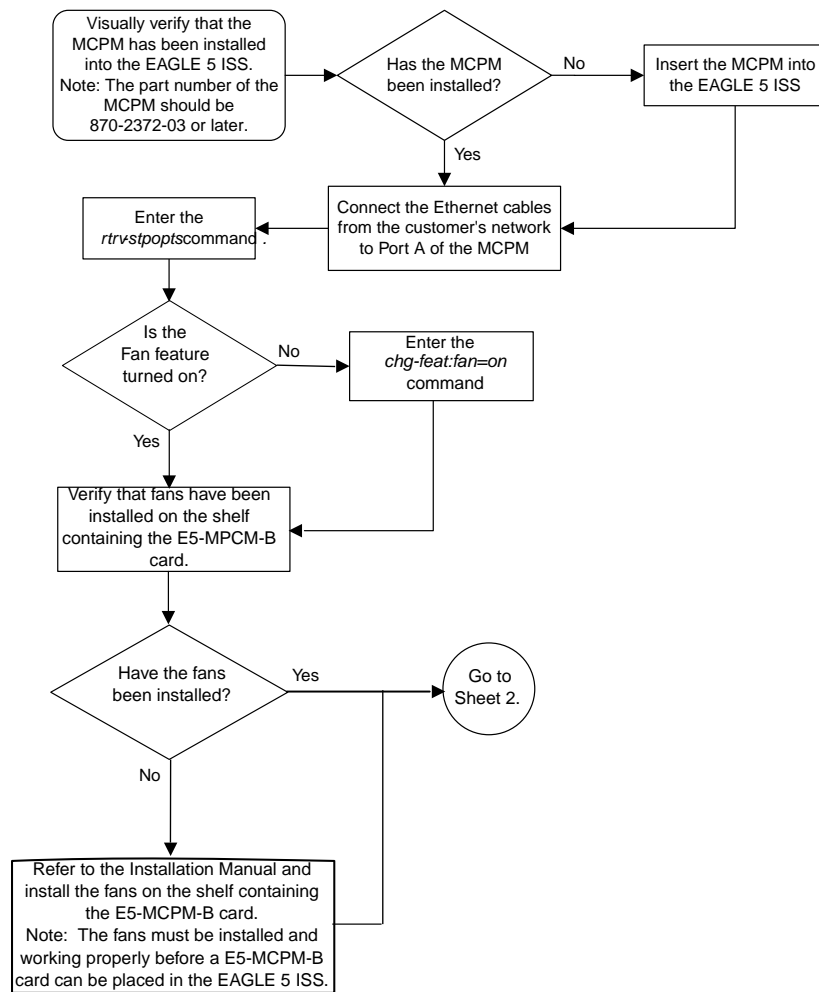 Visually verify that the
MCPM has been installed
into the EAGLE 5 ISS.
Note: The part number of the
MCPM should be
870-2372-03 or later.
Has the MCPM
been installed?
No
Insert the MCPM into
the EAGLE 5 ISS
Yes
Connect the Ethernet cables
from the customer's network
to Port A of the MCPM
Enter the
rtrv-stpoptscommand .
Is the
Fan feature
turned on?
No
Enter the
chg-feat:fan=on
command
Yes
Verify that fans have been
installed on the shelf
containing the E5-MPCM-B
card.
Have the fans
been installed?
Yes
Go to
Sheet 2.
No
Refer to the Installation Manual and
install the fans on the shelf containing
the E5-MCPM-B card.
Note: The fans must be installed and
working properly before a E5-MCPM-B
card can be placed in the EAGLE 5 ISS.